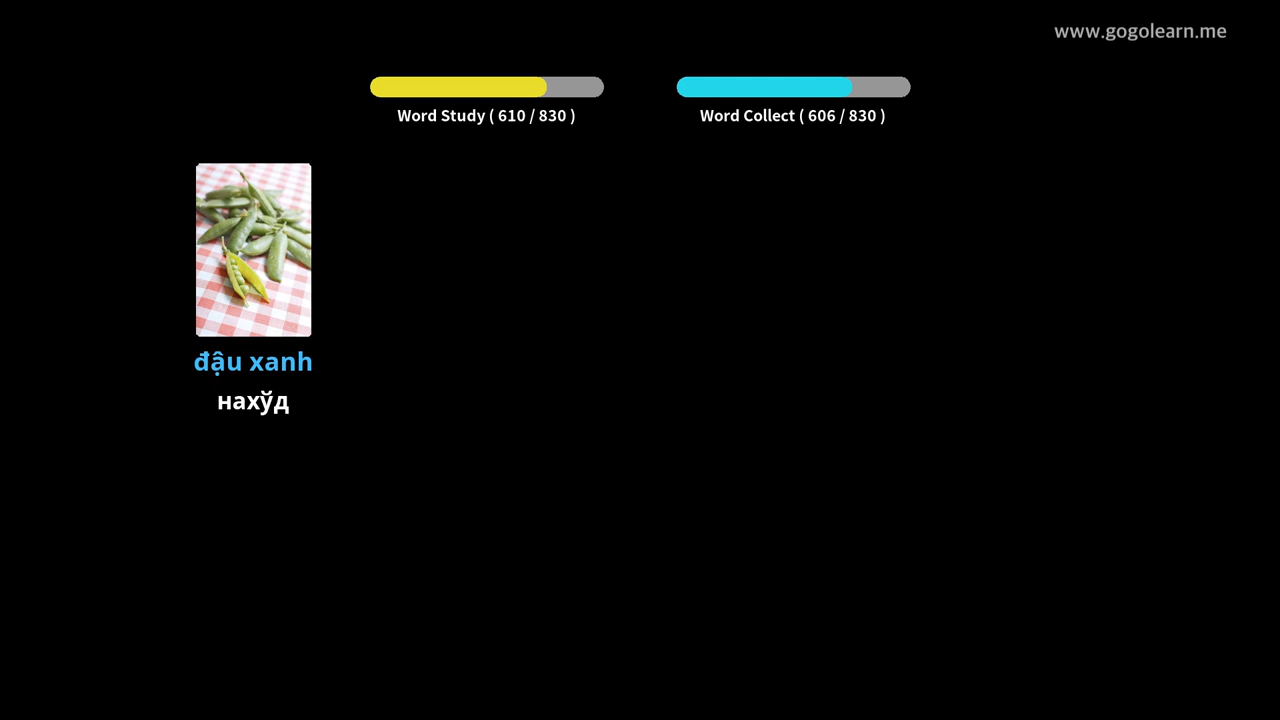 www.gogolearn.me
Word Study ( 610 / 830 )
Word Collect ( 606 / 830 )
đậu xanh
нахўд